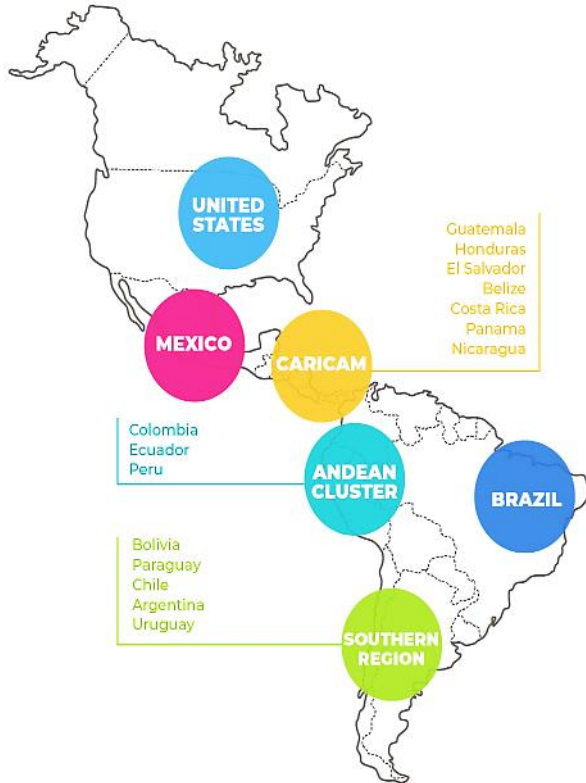 UNITED
STATES
Guatemala
Honduras
El Salvador
Belize
Costa Rica
Panama
Nicaragua
MEXICO
CARICAM
Colombia
Ecuador
Peru
ANDEAN
CLUSTER
BRAZIL
Bolivia
Paraguay
Chile
Argentina
Uruguay
SOUTHERN
REGION